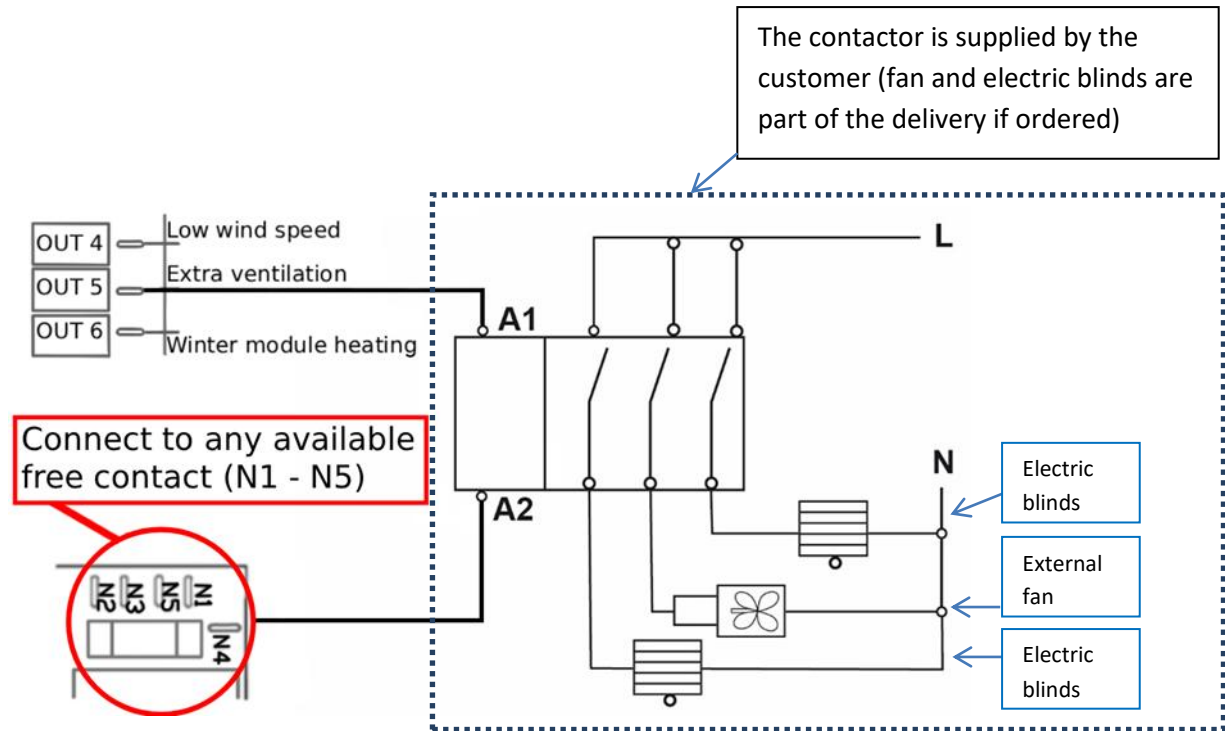 The contactor is supplied by the
customer (fan and electric blinds are
part of the delivery if ordered)
OUT 4
Low wind speed
OUT 5
Extra ventilation
OUT 6
Winter module heating
L
A1
Connect to any available
free contact (N1 - N5)
A2
N
Electric
blinds
External
fan
Electric
blinds
N2
N3
N5
N1
N4